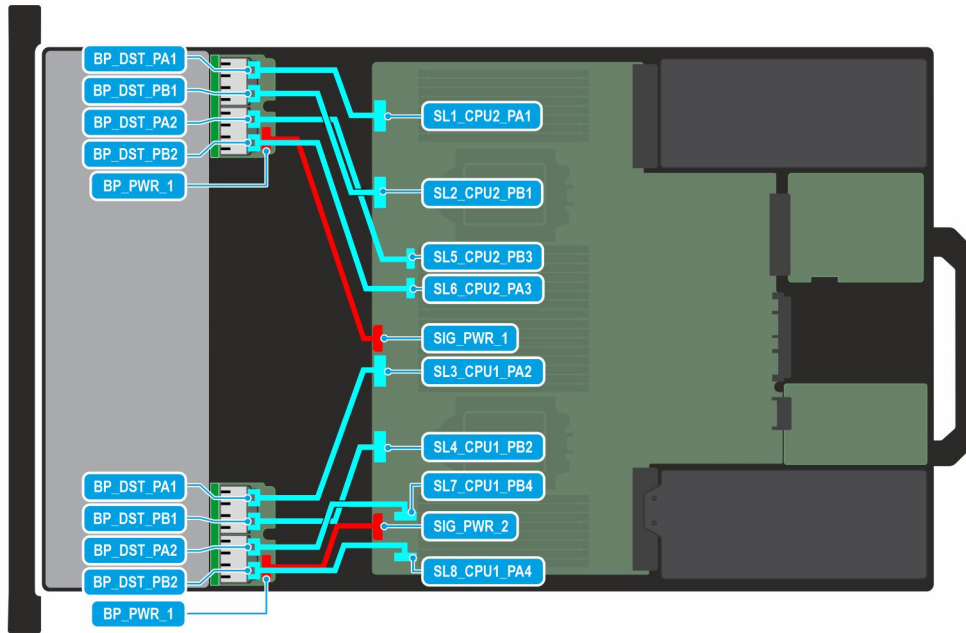 BP_DST_PA1
BP_DST_PB1
BP_DST_PA2
BP_DST_PB2
BP_PWR_1
SL1_CPU2_PA1
SL2_CPU2_PB1
SL5_CPU2_PB3
SL6_CPU2_PA3
SIG_PWR_1
SL3_CPU1_PA2
SL4_CPU1_PB2
SL7_CPU1_PB4
SIG_PWR_2
SL8_CPU1_PA4
BP_DST_PA1
BP_DST_PB1
BP_DST_PA2
BP_DST_PB2
BP_PWR_1